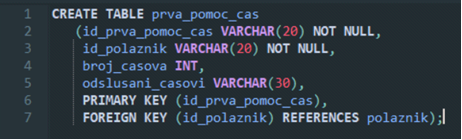 1 CREATE TABLE prva_pomoc_cas
2 (id_prva_pomoc_cas VARCHAR(20) NOT NULL,
3 id_polaznik VARCHAR(20) NOT NULL,
4 broj_casova INT,
5 odslusani_casovi VARCHAR(30),
6 PRIMARY KEY (id_prva_pomoc_cas),
7 FOREIGN KEY (id_polaznik) REFERENCES polaznik);